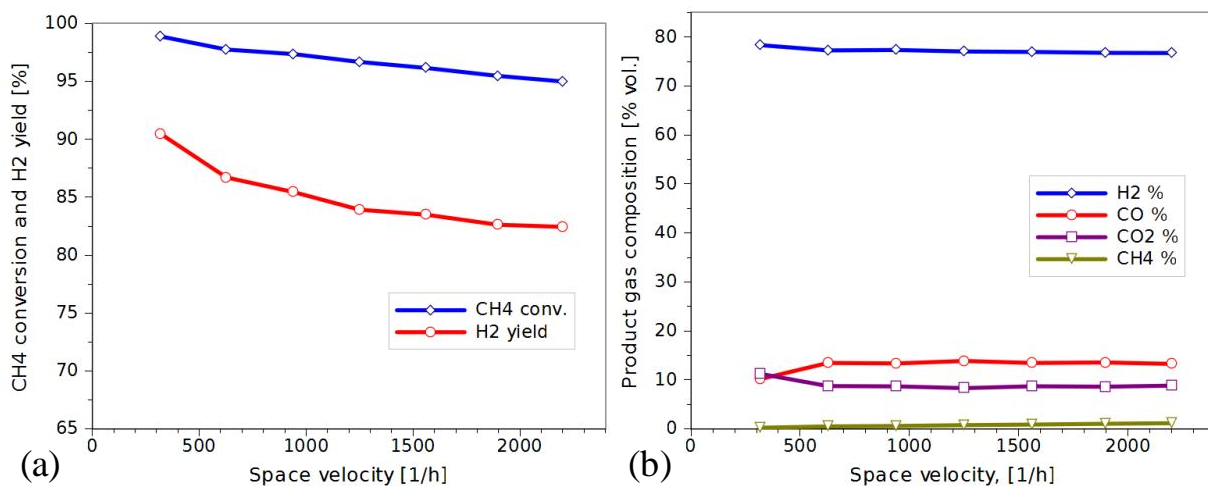 CH4 conversion and H2 yield [%]
100
95
90
85
80
75
70
65
0
500
1000
1500
2000
CH4 conv.
H2 yield
Space velocity [1/h]
(a)
Product gas composition [% vol.]
80
70
60
50
40
30
20
10
0
0
500
1000
1500
2000
H2 %
CO %
CO2 %
CH4 %
Space velocity, [1/h]
(b)